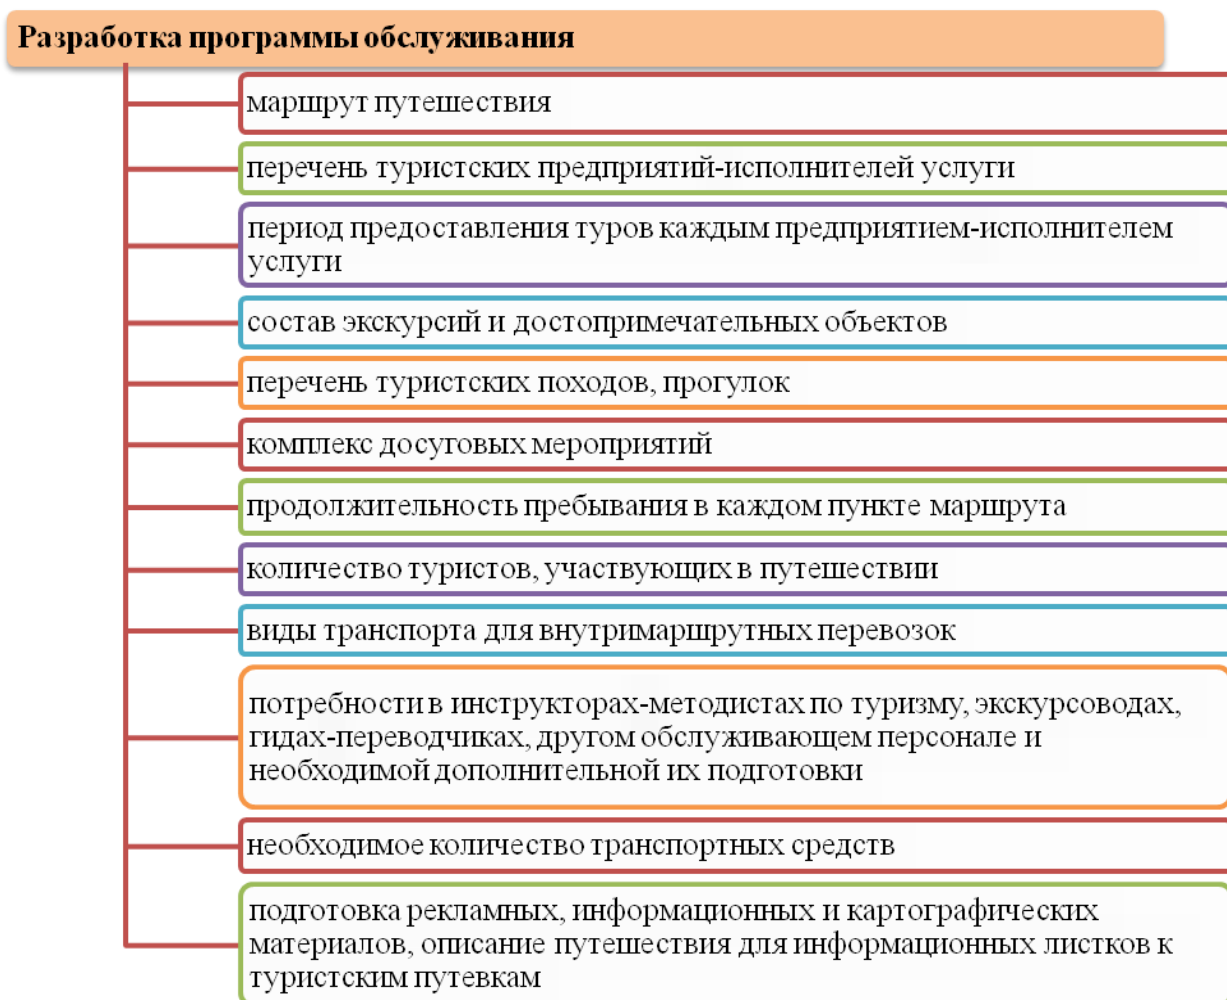 Разработка программы обслуживания
маршрут путешествия
перечень туристских предприятий-исполнителей услуги
период предоставления туров каждым предприятием-исполнителем
услуги
состав экскурсий и достопримечательных объектов
перечень туристских походов, прогулок
комплекс досуговых мероприятий
продолжительность пребывания в каждом пункте маршрута
количество туристов, участвующих в путешествии
виды транспорта для внутримаршрутных перевозок
потребности в инструкторах-методистах по туризму, экскурсоводах,
гидах-переводчиках, другом обслуживающем персонале и
необходимой дополнительной их подготовки
необходимое количество транспортных средств
подготовка рекламных, информационных и картографических
материалов, описание путешествия для информационных листков к
туристским путевкам